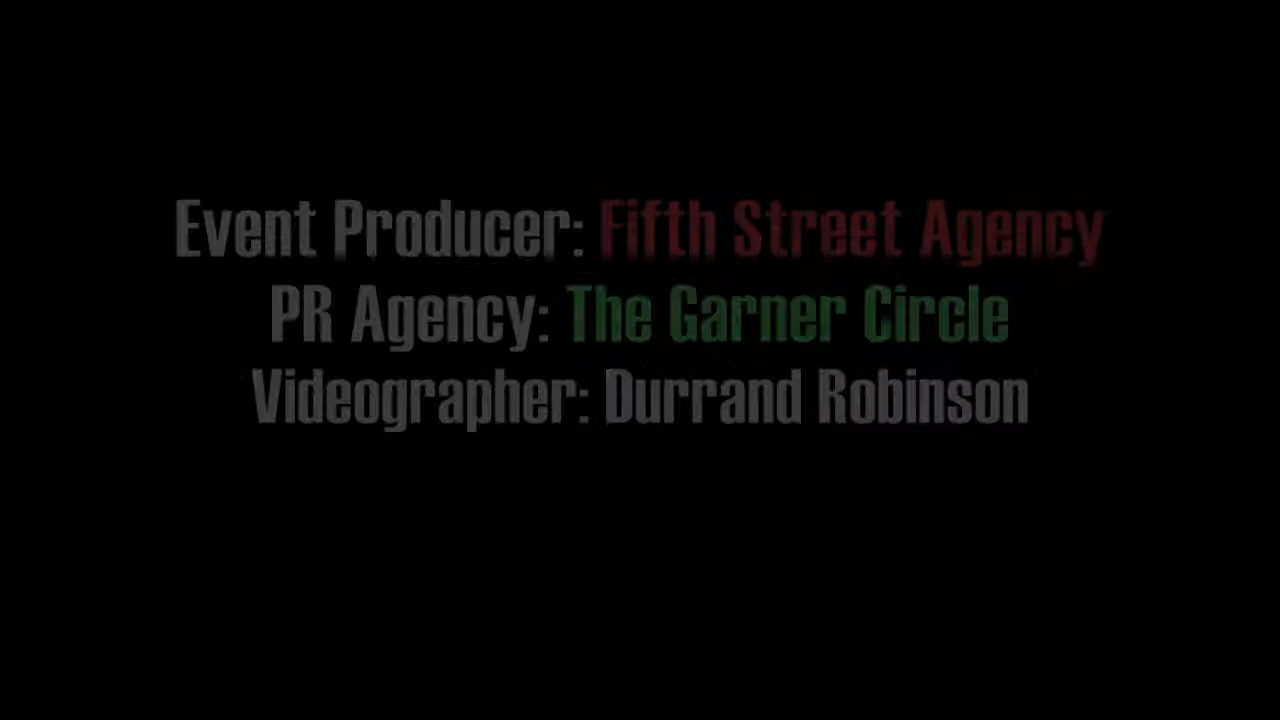 Event Producer: Fifth Street Agency
PR Agency: The Garner Circle
Videographer: Durrand Robinson